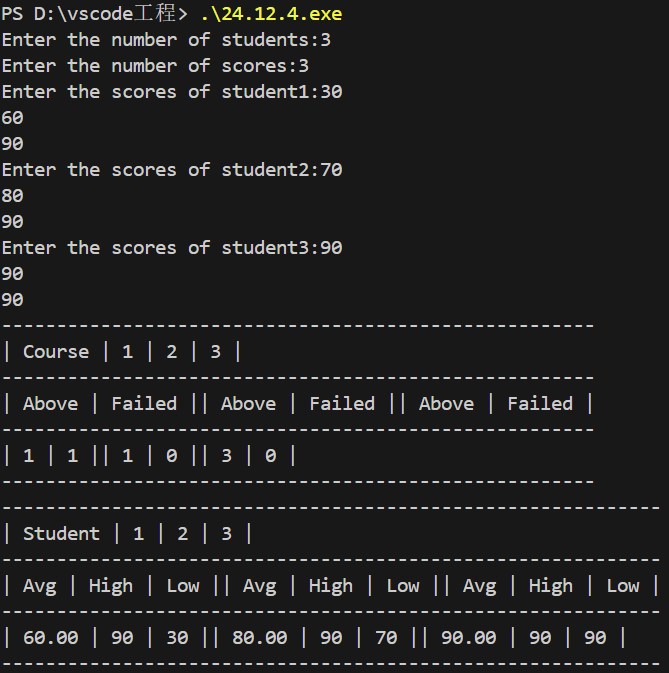 PS D:\vscode工程> .\24.12.4.exe
Enter the number of students:3
Enter the number of scores:3
Enter the scores of student1:30
60
90
Enter the scores of student2:70
80
90
Enter the scores of student3:90
90
90
------------------------------------------------------
| Course | 1 | 2 | 3 |
------------------------------------------------------
| Above | Failed || Above | Failed || Above | Failed |
------------------------------------------------------
| 1 | 1 || 1 | 0 || 3 | 0 |
------------------------------------------------------
------------------------------------------------------------
| Student | 1 | 2 | 3 |
------------------------------------------------------------
| Avg | High | Low || Avg | High | Low || Avg | High | Low |
------------------------------------------------------------
| 60.00 | 90 | 30 || 80.00 | 90 | 70 || 90.00 | 90 | 90 |
------------------------------------------------------------